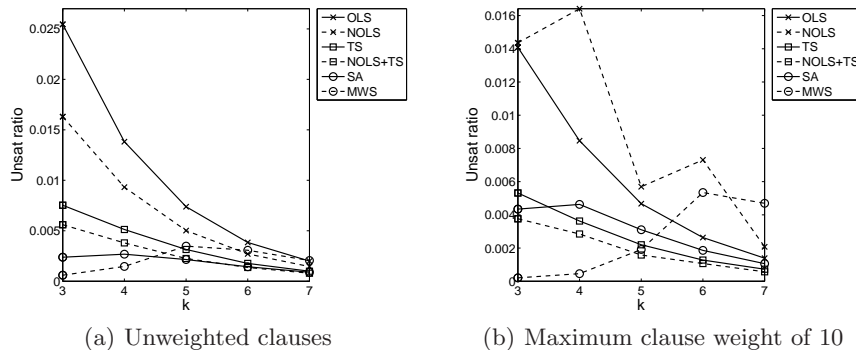 0.025
0.02
0.015
0.01
0.005
0
3 4 5 6 7
k
Unsat ratio
OLS
NOLS
TS
NOLS+TS
SA
MWS
(a) Unweighted clauses
0.016
0.014
0.012
0.01
0.008
0.006
0.004
0.002
0
3 4 5 6 7
k
Unsat ratio
OLS
NOLS
TS
NOLS+TS
SA
MWS
(b) Maximum clause weight of 10